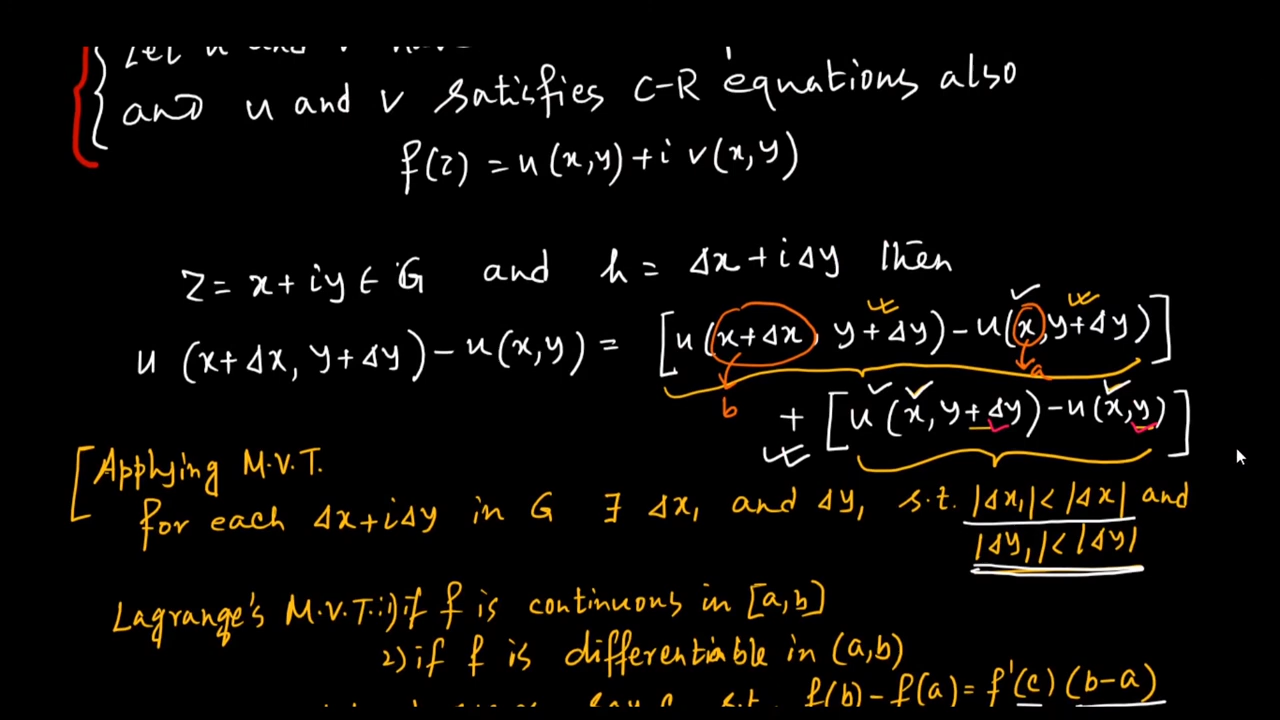 and u and v satisfies C-R equations also
f(z) = u(x,y) + i v(x,y)
z = x + iy ∈ G and h = Δx + iΔy then
u (x+Δx, y+Δy) - u(x,y) = [u(x+Δx, y+Δy) - u(x, y+Δy)]
b a
+ [u(x, y+Δy) - u(x,y)]
[Applying M.V.T.
for each Δx+iΔy in G ∃ Δx₁ and Δy₁ s.t. |Δx₁| < |Δx| and
|Δy₁| < |Δy|
Lagrange's M.V.T.: 1) if f is continuous in [a,b]
2) if f is differentiable in (a,b)
s.t. f(b) - f(a) = f'(c) (b-a)